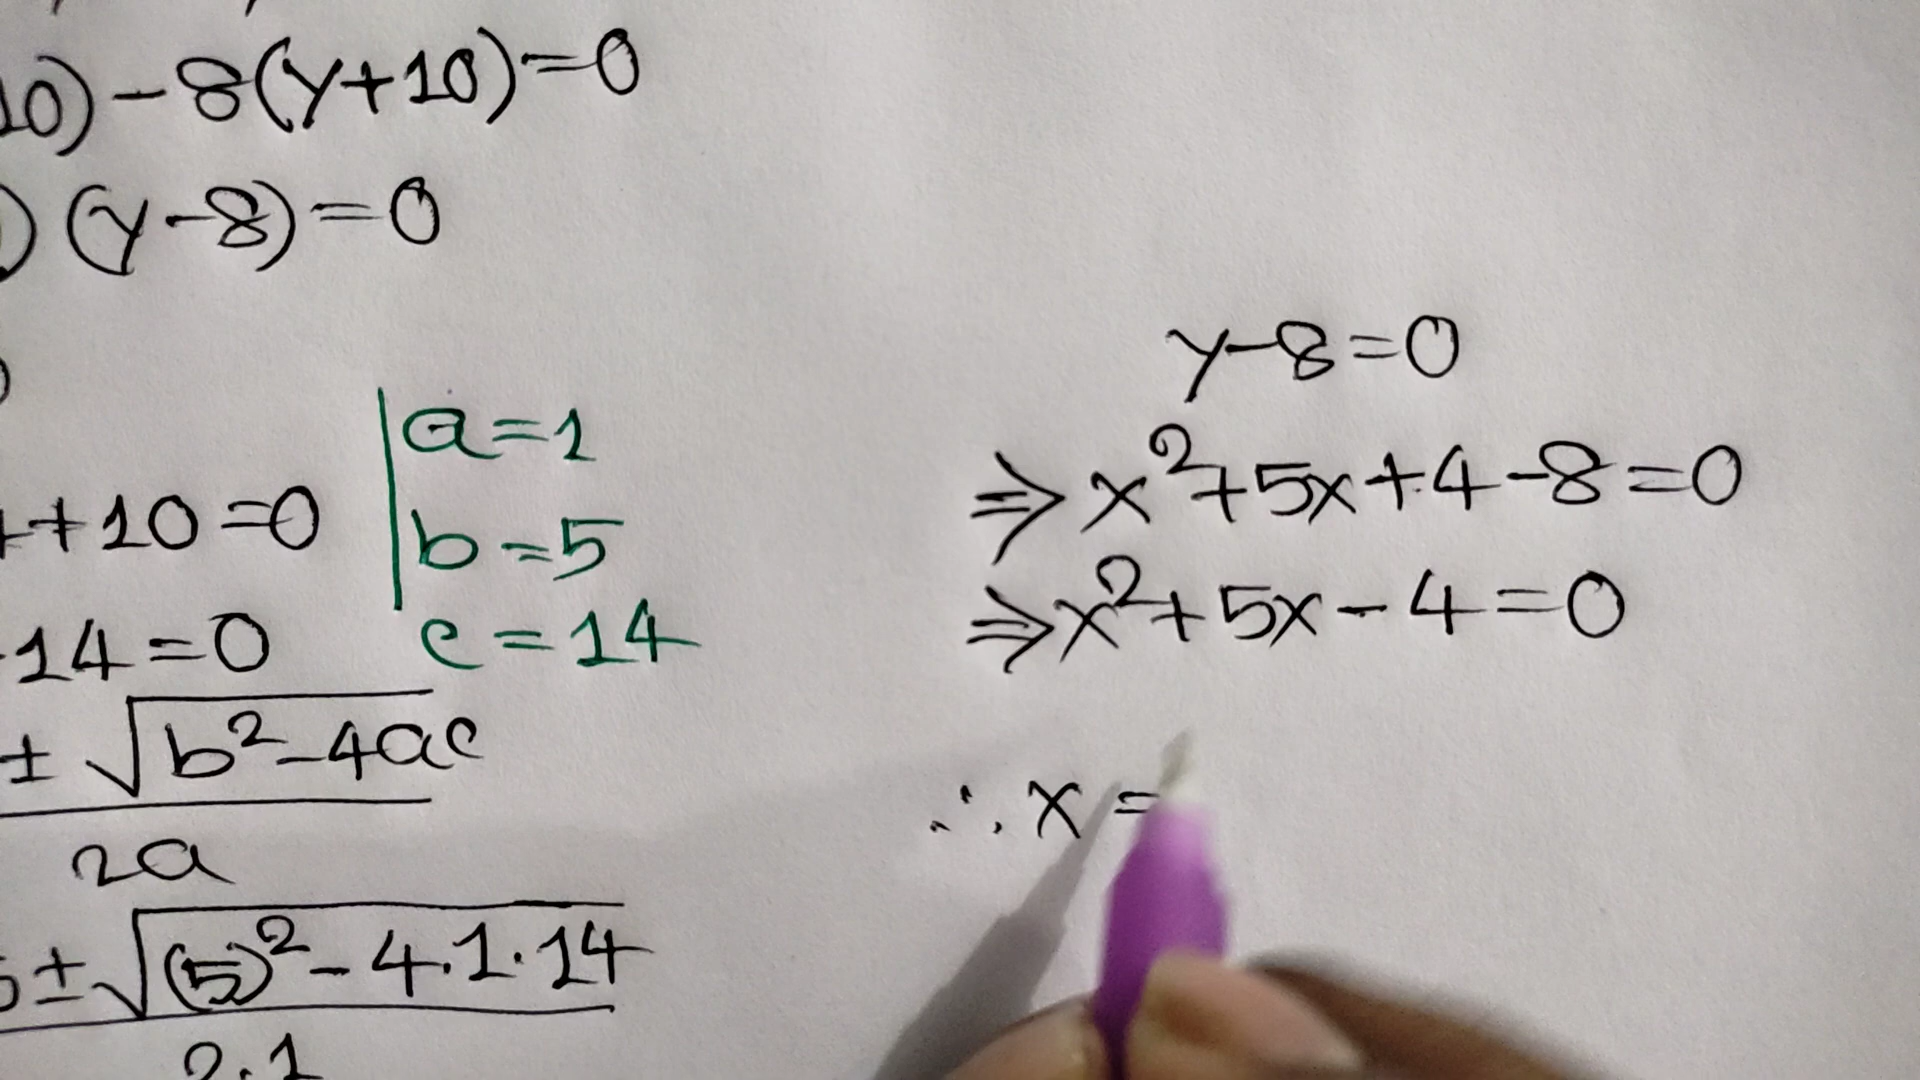 10)-8(y+10)=0
)(y-8)=0
+10=0
14=0
± √b²-4ac
2a
± √(5)²-4.1.14
2.1
a=1
b=5
c=14
y-8=0
⇒x²+5x+4-8=0
⇒x²+5x-4=0
∴x=